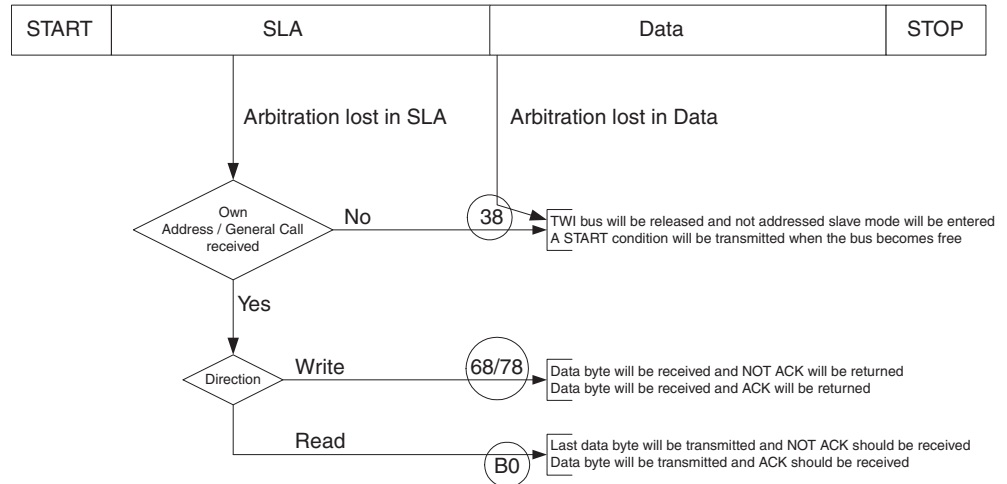 START SLA Data STOP
Arbitration lost in SLA Arbitration lost in Data
Own
Address / General Call
received
No
38
TWI bus will be released and not addressed slave mode will be entered
A START condition will be transmitted when the bus becomes free
Yes
Direction
Write
68/78
Data byte will be received and NOT ACK will be returned
Data byte will be received and ACK will be returned
Read
B0
Last data byte will be transmitted and NOT ACK should be received
Data byte will be transmitted and ACK should be received